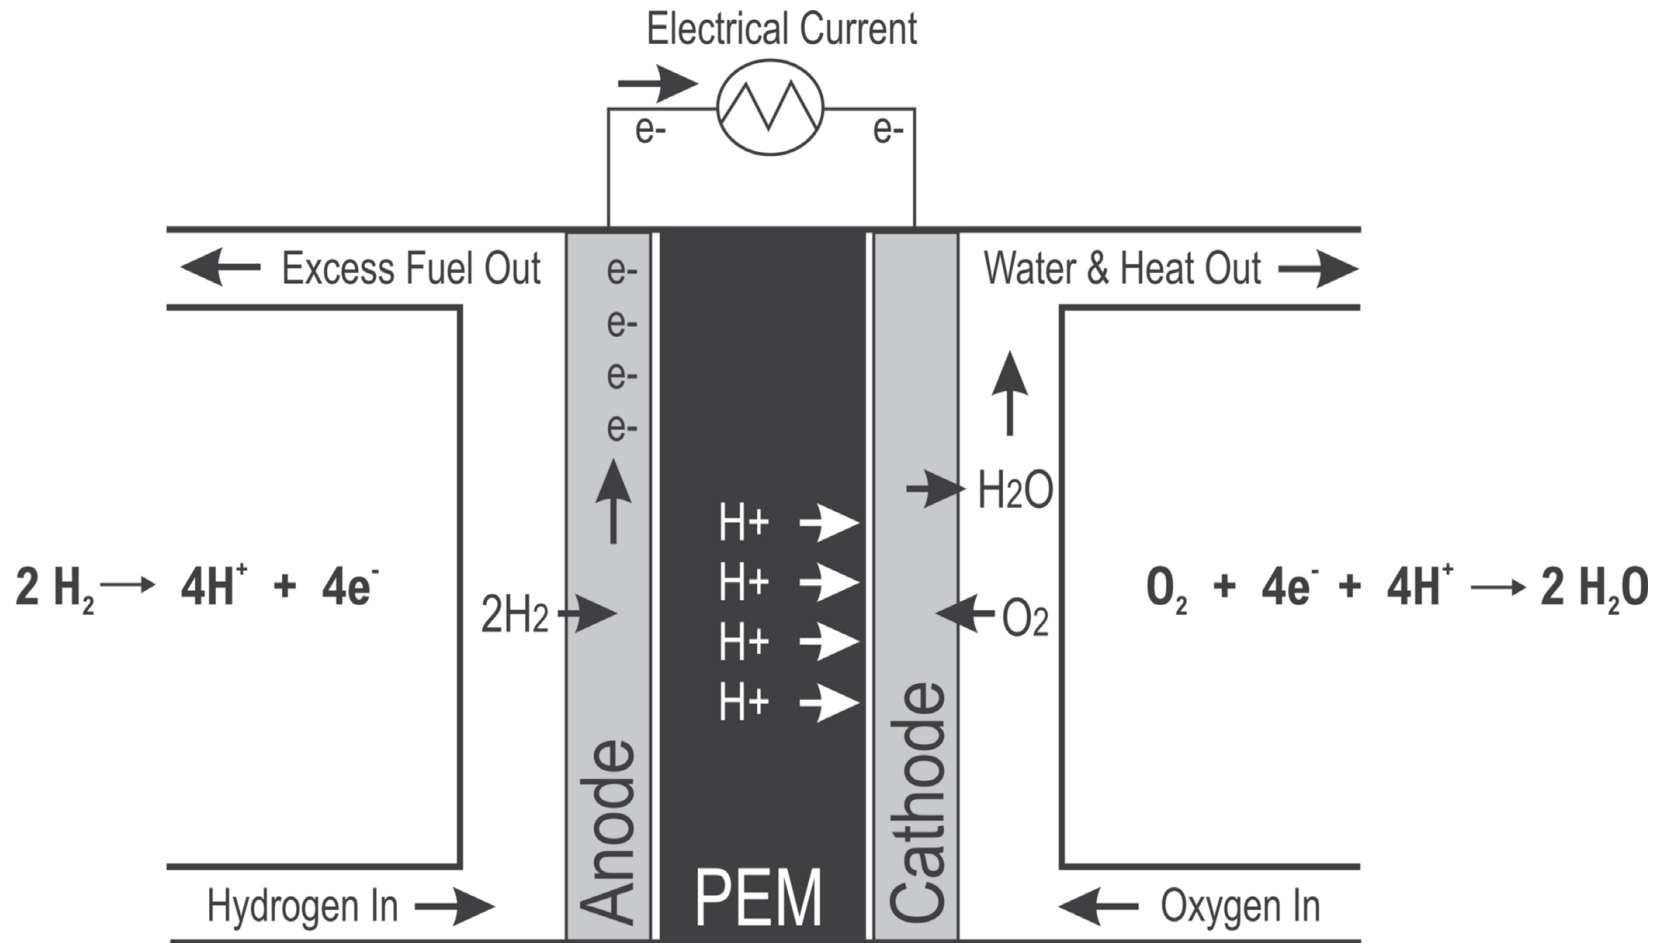 Electrical Current
e-
e-
Excess Fuel Out
e-
e-
e-
e-
Water & Heat Out
H2O
H+
H+
H+
H+
2 H₂ → 4H⁺ + 4e⁻
2H2
O2
O₂ + 4e⁻ + 4H⁺ → 2 H₂O
Anode
PEM
Cathode
Hydrogen In
Oxygen In